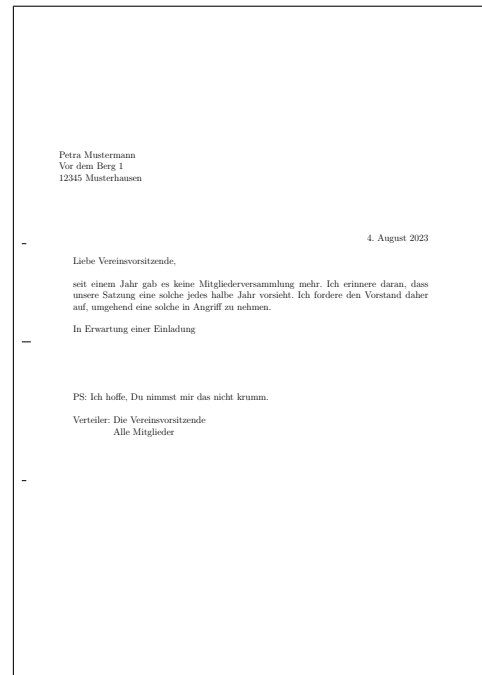 Petra Mustermann
Vor dem Berg 1
12345 Musterhausen
4. August 2023
Liebe Vereinsvorsitzende,
seit einem Jahr gab es keine Mitgliederversammlung mehr. Ich erinnere daran, dass
unsere Satzung eine solche jedes halbe Jahr vorsieht. Ich fordere den Vorstand daher
auf, umgehend eine solche in Angriff zu nehmen.
In Erwartung einer Einladung
PS: Ich hoffe, Du nimmst mir das nicht krumm.
Verteiler: Die Vereinsvorsitzende
Alle Mitglieder